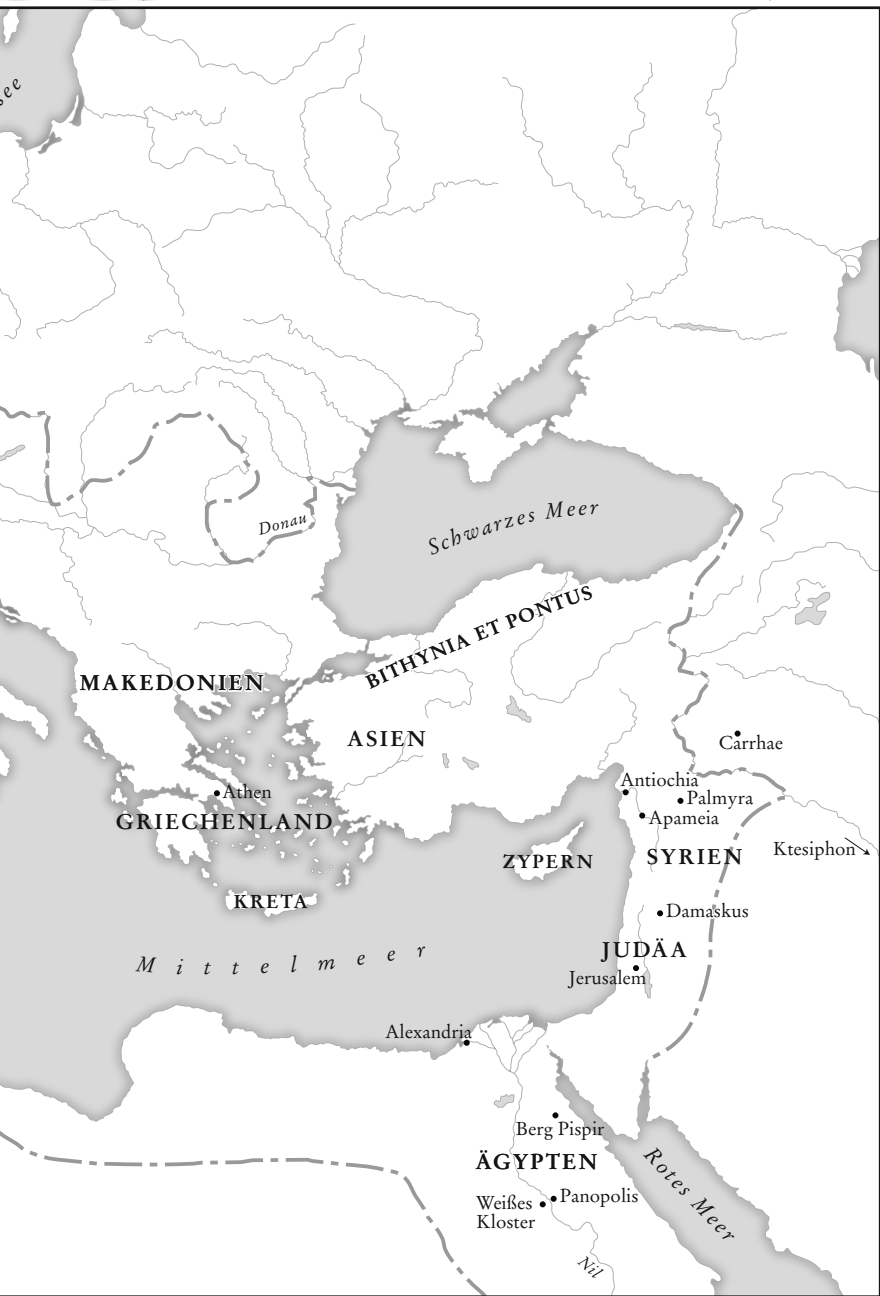 see
Donau
Schwarzes Meer
BITHYNIA ET PONTUS
MAKEDONIEN
ASIEN
Carrhae
Antiochia
Athen
Palmyra
Apameia
GRIECHENLAND
Ktesiphon
ZYPERN
SYRIEN
KRETA
Damaskus
JUDÄA
Mittelmeer
Jerusalem
Alexandria
Berg Pispir
ÄGYPTEN
Rotes Meer
Panopolis
Weißes
Kloster
Nil